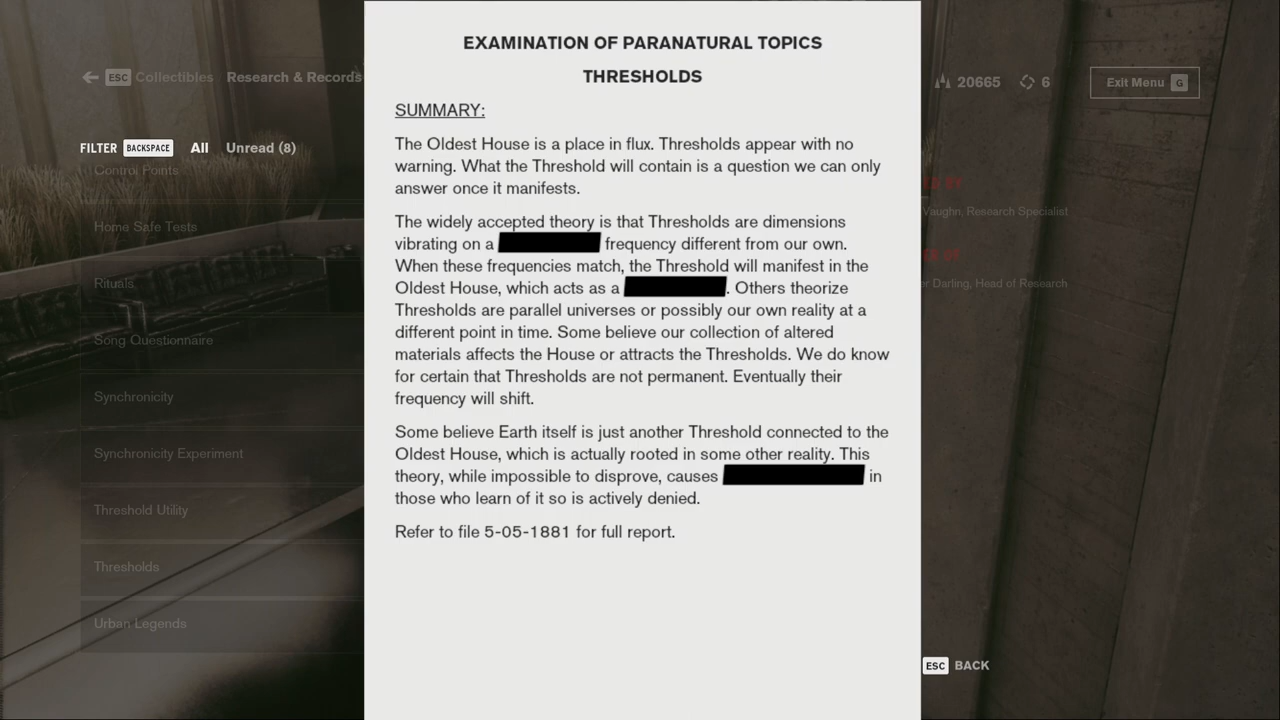 EXAMINATION OF PARANATURAL TOPICS
THRESHOLDS
SUMMARY:
The Oldest House is a place in flux. Thresholds appear with no
warning. What the Threshold will contain is a question we can only
answer once it manifests.
The widely accepted theory is that Thresholds are dimensions
vibrating on a frequency different from our own.
When these frequencies match, the Threshold will manifest in the
Oldest House, which acts as a . Others theorize
Thresholds are parallel universes or possibly our own reality at a
different point in time. Some believe our collection of altered
materials affects the House or attracts the Thresholds. We do know
for certain that Thresholds are not permanent. Eventually their
frequency will shift.
Some believe Earth itself is just another Threshold connected to the
Oldest House, which is actually rooted in some other reality. This
theory, while impossible to disprove, causes in
those who learn of it so is actively denied.
Refer to file 5-05-1881 for full report.
ESC Collectibles Research & Records
FILTER BACKSPACE All Unread (8)
Control Points
Home Safe Tests
Rituals
Song Questionnaire
Synchronicity
Synchronicity Experiment
Threshold Utility
Thresholds
Urban Legends
20665 6
Exit Menu G
Vaughn, Research Specialist
Darling, Head of Research
ESC BACK